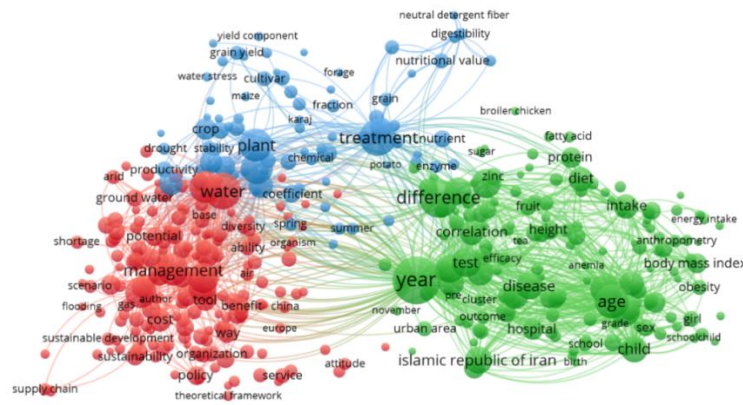 neutral detergent fiber
digestibility
yield component
grain yield
nutritional value
water stress
cultivar
forage
maize
fraction
grain
broiler chicken
karaj
crop
treatment
nutrient
fatty acid
drought
stability
plant
sugar
protein
productivity
chemical
potato
enzyme
arid
water
coefficient
difference
zinc
diet
ground water
base
diversity
spring
summer
fruit
intake
energy intake
shortage
potential
ability
organism
correlation
tea
height
anthropometry
management
air
test
efficacy
body mass index
scenario
author
year
anemia
flooding
gas
tool
benefit
china
pre
cluster
disease
age
obesity
cost
november
outcome
grade
girl
sustainable development
way
europe
urban area
hospital
school
sex
schoolchild
sustainability
organization
attitude
islamic republic of iran
birth
child
supply chain
policy
service
theoretical framework